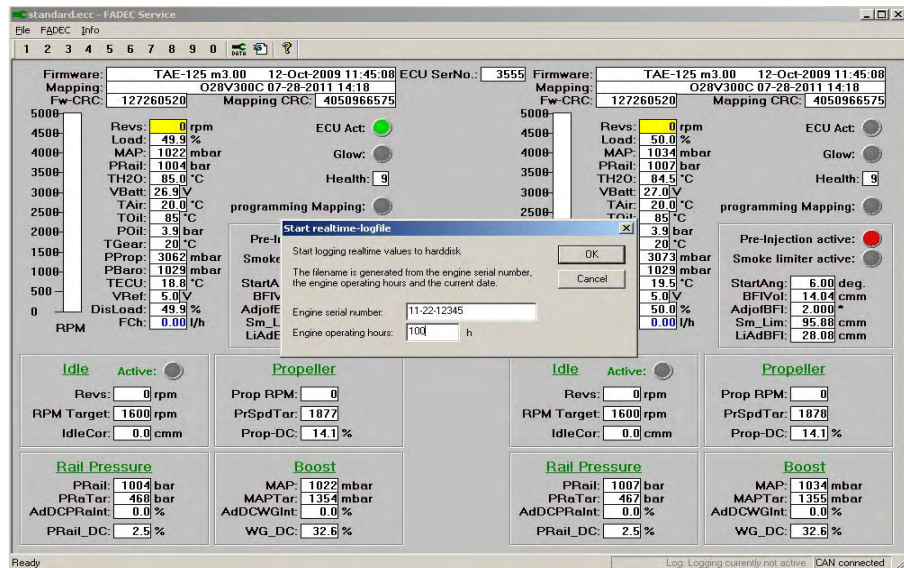 standard.ecc - FADEC Service
File FADEC Info
1 2 3 4 5 6 7 8 9 0 DATA ?
Firmware: TAE-125 m3.00 12-Oct-2009 11:45:08 ECU SerNo.: 3555 Firmware: TAE-125 m3.00 12-Oct-2009 11:45:08
Mapping: O28V300C 07-28-2011 14:18 Mapping: O28V300C 07-28-2011 14:18
Fw-CRC: 127260520 Mapping CRC: 4050966575 Fw-CRC: 127260520 Mapping CRC: 4050966575
5000
4500
4000
3500
3000
2500
2000
1500
1000
500
0
RPM
Revs: 0 rpm
Load: 49.9 %
MAP: 1022 mbar
PRail: 1004 bar
TH2O: 85.0 °C
VBatt: 26.9 V
TAir: 20.0 °C
TOil: 85 °C
POil: 3.9 bar
TGear: 20 °C
PProp: 3062 mbar
PBaro: 1029 mbar
TECU: 18.8 °C
VRef: 5.0 V
DisLoad: 49.9 %
FCh: 0.00 l/h
ECU Act:
Glow:
Health: 9
programming Mapping:
Pre-I
Smoke
StartA
BFIV
AdjofB
Sm_L
LiAdE
Start realtime-logfile
Start logging realtime values to harddisk.
The filename is generated from the engine serial number,
the engine operating hours and the current date.
Engine serial number: 11-22-12345
Engine operating hours: 100 h
OK
Cancel
5000
4500
4000
3500
3000
2500
Revs: 0 rpm
Load: 50.0 %
MAP: 1034 mbar
PRail: 1007 bar
TH2O: 84.5 °C
VBatt: 27.0 V
TAir: 20.0 °C
TOil: 85 °C
3.9 bar
20 °C
3073 mbar
1029 mbar
19.5 °C
5.0 V
50.0 %
0.00 l/h
ECU Act:
Glow:
Health: 9
programming Mapping:
Pre-Injection active:
Smoke limiter active:
StartAng: 6.00 deg.
BFIVol: 14.04 cmm
AdjofBFI: 2.000 °
Sm_Lim: 95.88 cmm
LiAdBFI: 28.08 cmm
Idle Active:
Revs: 0 rpm
RPM Target: 1600 rpm
IdleCor: 0.0 cmm
Propeller
Prop RPM: 0
PrSpdTar: 1877
Prop-DC: 14.1 %
Idle Active:
Revs: 0 rpm
RPM Target: 1600 rpm
IdleCor: 0.0 cmm
Propeller
Prop RPM: 0
PrSpdTar: 1878
Prop-DC: 14.1 %
Rail Pressure
PRail: 1004 bar
PRaTar: 468 bar
AdDCPRaInt: 0.0 %
PRail_DC: 2.5 %
Boost
MAP: 1022 mbar
MAPTar: 1354 mbar
AdDCWGInt: 0.0 %
WG_DC: 32.6 %
Rail Pressure
PRail: 1007 bar
PRaTar: 467 bar
AdDCPRaInt: 0.0 %
PRail_DC: 2.5 %
Boost
MAP: 1034 mbar
MAPTar: 1355 mbar
AdDCWGInt: 0.0 %
WG_DC: 32.6 %
Ready
Log: Logging currently not active CAN connected